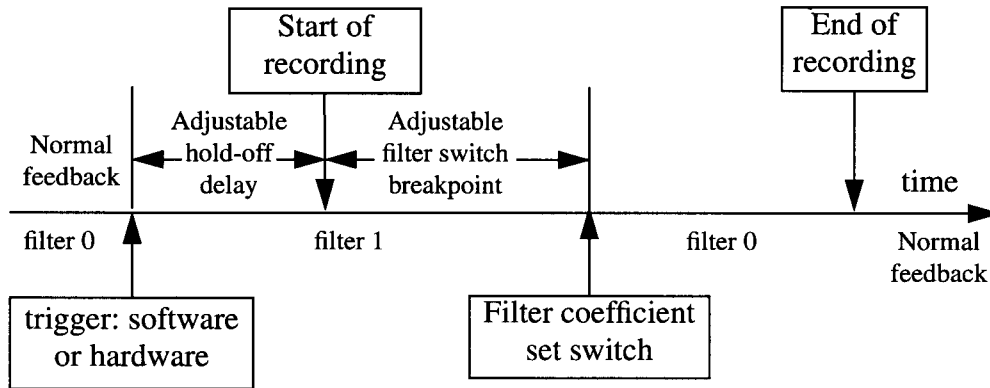 Start of
recording
End of
recording
Normal
feedback
Adjustable
hold-off
delay
Adjustable
filter switch
breakpoint
time
filter 0
filter 1
filter 0
Normal
feedback
trigger: software
or hardware
Filter coefficient
set switch